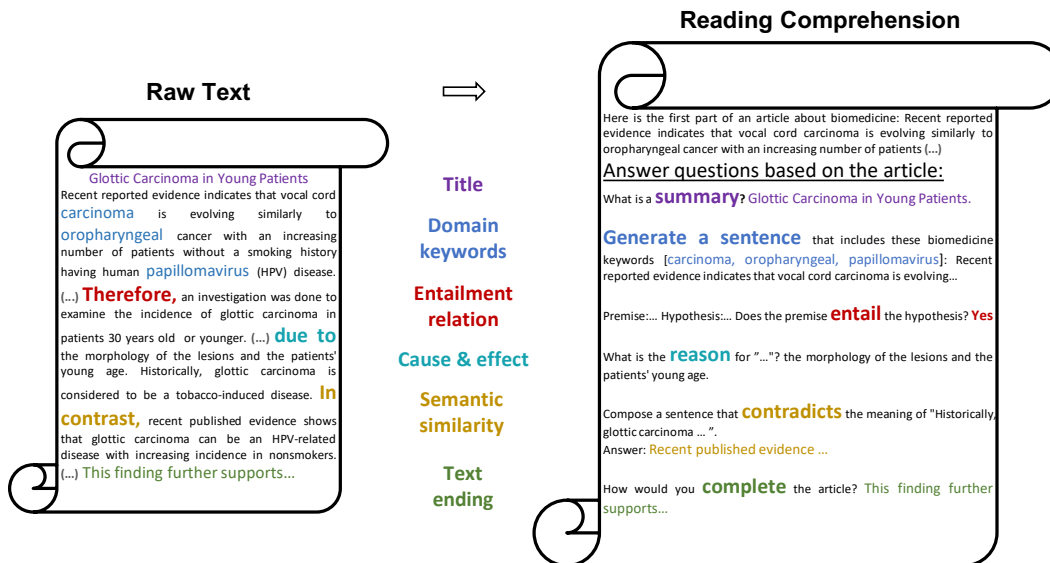 Raw Text
Glottic Carcinoma in Young Patients
Recent reported evidence indicates that vocal cord
carcinoma is evolving similarly to
oropharyngeal cancer with an increasing
number of patients without a smoking history
having human papillomavirus (HPV) disease.
(...) Therefore, an investigation was done to
examine the incidence of glottic carcinoma in
patients 30 years old or younger. (...) due to
the morphology of the lesions and the patients'
young age. Historically, glottic carcinoma is
considered to be a tobacco-induced disease. In
contrast, recent published evidence shows
that glottic carcinoma can be an HPV-related
disease with increasing incidence in nonsmokers.
(...) This finding further supports...
⇨
Title
Domain
keywords
Entailment
relation
Cause & effect
Semantic
similarity
Text
ending
Reading Comprehension
Here is the first part of an article about biomedicine: Recent reported
evidence indicates that vocal cord carcinoma is evolving similarly to
oropharyngeal cancer with an increasing number of patients (...)
Answer questions based on the article:
What is a summary? Glottic Carcinoma in Young Patients.
Generate a sentence that includes these biomedicine
keywords [carcinoma, oropharyngeal, papillomavirus]: Recent
reported evidence indicates that vocal cord carcinoma is evolving...
Premise:... Hypothesis:... Does the premise entail the hypothesis? Yes
What is the reason for "..."? the morphology of the lesions and the
patients' young age.
Compose a sentence that contradicts the meaning of "Historically,
glottic carcinoma ... ".
Answer: Recent published evidence ...
How would you complete the article? This finding further
supports...